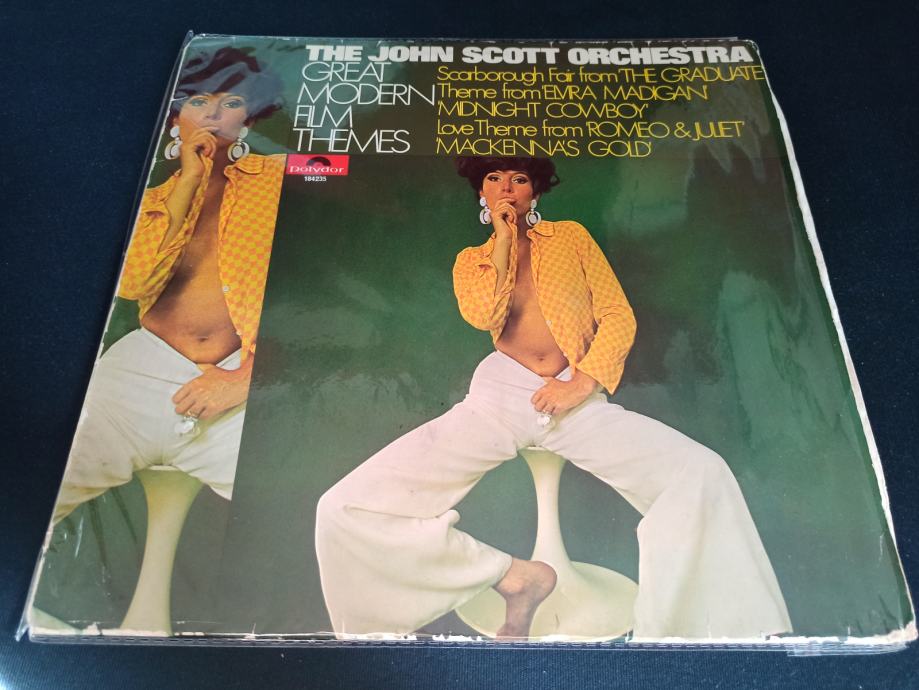 THE JOHN SCOTT ORCHESTRA
GREAT
MODERN
FILM
THEMES
Scarborough Fair from 'THE GRADUATE
Theme from 'ELVIRA MADIGAN'
'MIDNIGHT COWBOY'
Love Theme from 'ROMEO & JULIET'
'MACKENNA'S GOLD'
Polydor
184235